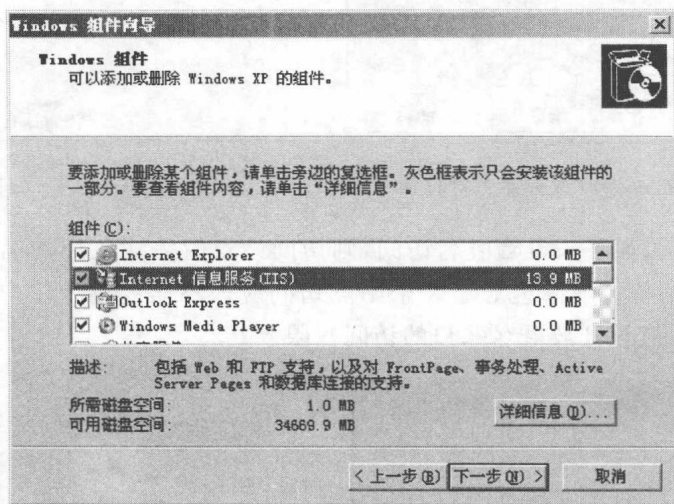 Windows 组件向导
Windows 组件
可以添加或删除 Windows XP 的组件。
要添加或删除某个组件，请单击旁边的复选框。灰色框表示只会安装该组件的
一部分。要查看组件内容，请单击“详细信息”。
组件(C):
Internet Explorer 0.0 MB
Internet 信息服务(IIS) 13.9 MB
Outlook Express 0.0 MB
Windows Media Player 0.0 MB
描述: 包括 Web 和 FTP 支持，以及对 FrontPage、事务处理、Active
Server Pages 和数据库连接的支持。
所需磁盘空间: 1.0 MB
可用磁盘空间: 34669.9 MB
详细信息(D)...
< 上一步(B) 下一步(N) > 取消